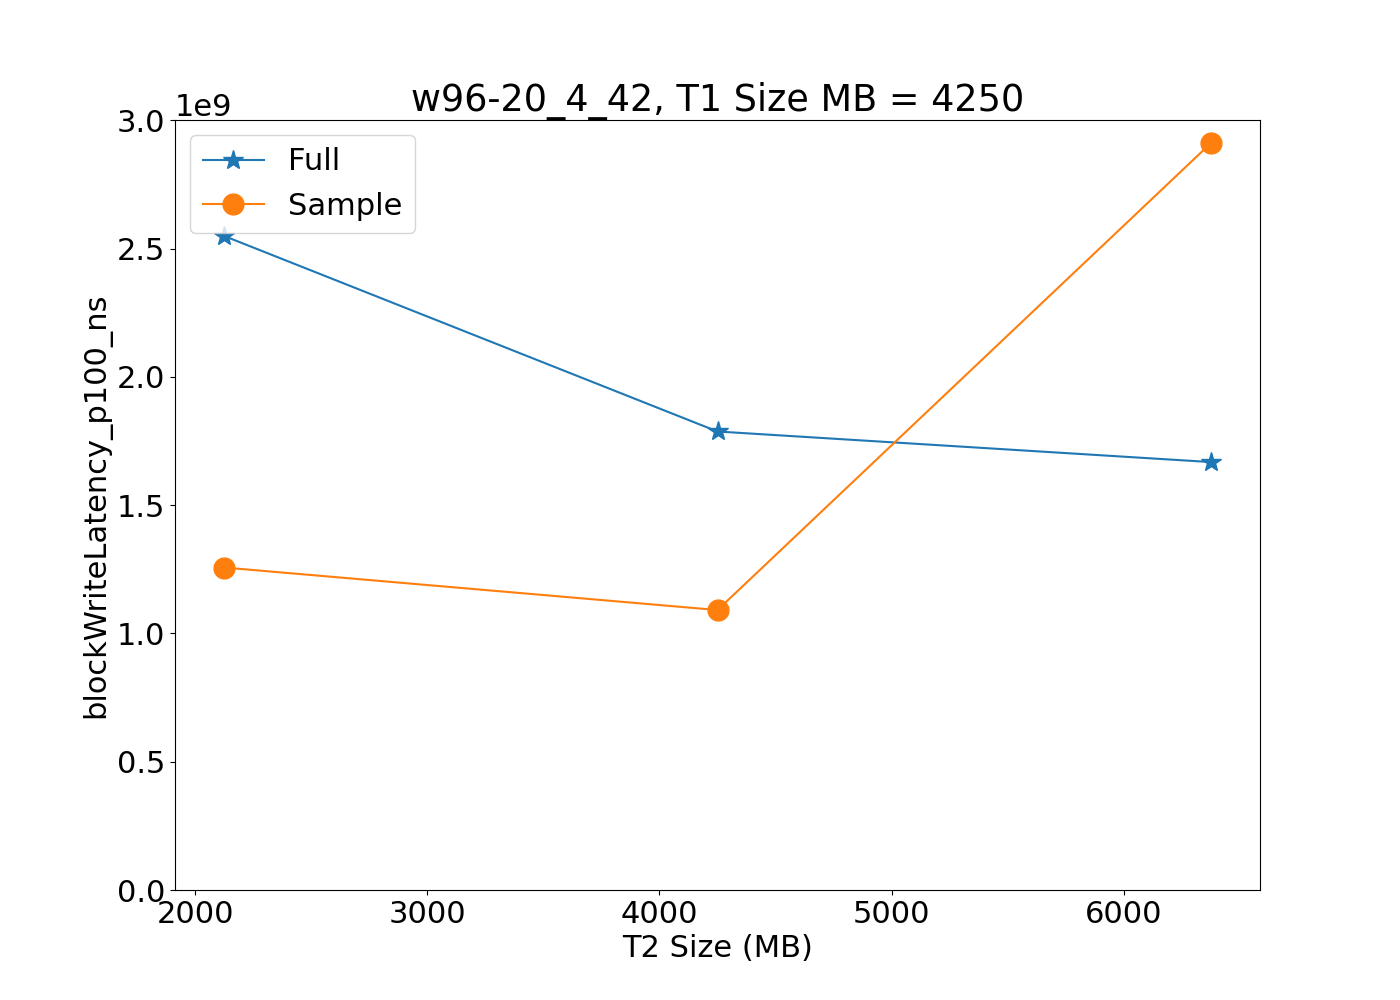 w96-20_4_42, T1 Size MB = 4250
1e9
3.0
2.5
2.0
1.5
1.0
0.5
0.0
Full
Sample
blockWriteLatency_p100_ns
2000 3000 4000 5000 6000
T2 Size (MB)